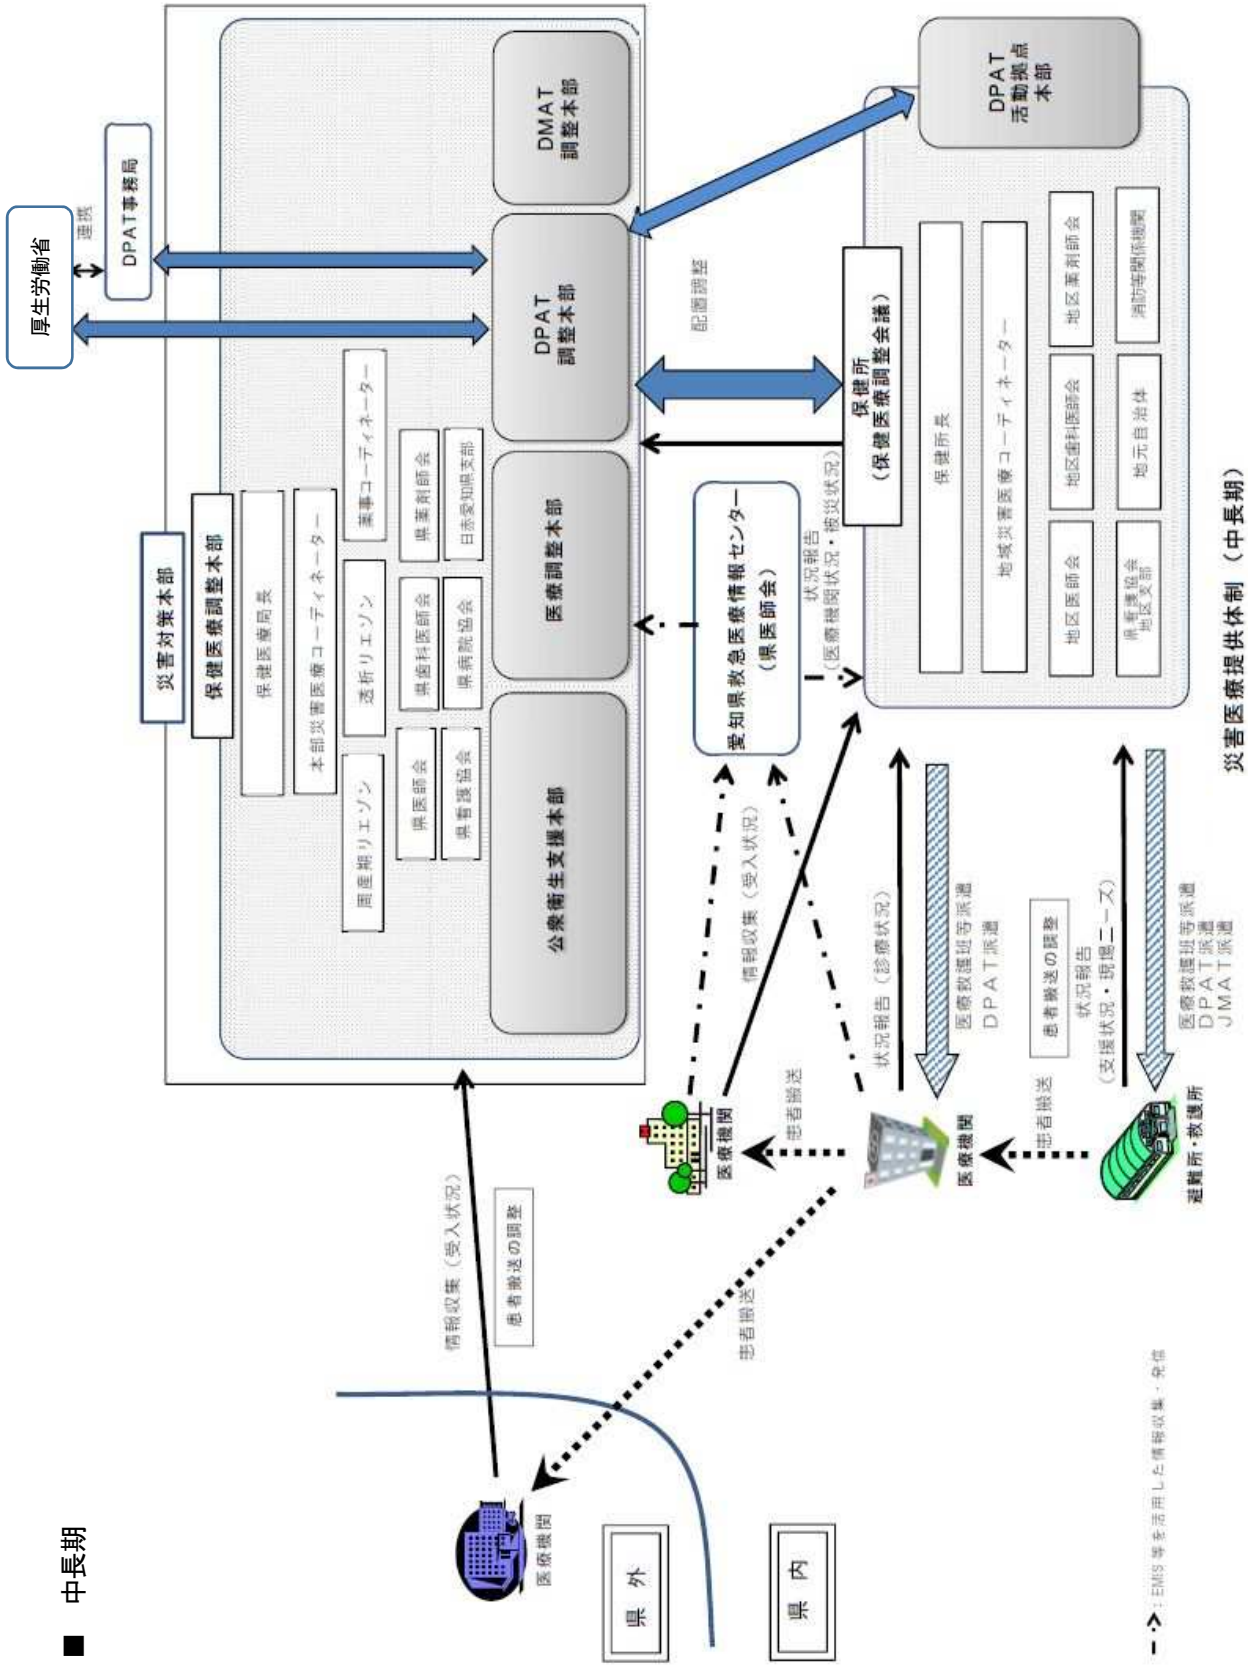 ■ 中長期
厚生労働省
連携
DPAT事務局
災害対策本部
保健医療調整本部
保健医療局長
本部災害医療コーディネーター
周産期リエゾン
透析リエゾン
薬事コーディネーター
県医師会
県歯科医師会
県薬剤師会
県看護協会
県病院協会
日赤愛知県支部
公衆衛生支援本部
医療調整本部
DPAT
調整本部
DMAT
調整本部
情報収集（受入状況）
患者搬送の調整
医療機関
県 外
県 内
愛知県救急医療情報センター
（県医師会）
配置調整
状況報告
（医療機関状況・被災状況）
情報収集（受入状況）
医療機関
患者搬送
患者搬送
保健所
（保健医療調整会議）
保健所長
地域災害医療コーディネーター
地区医師会
地区歯科医師会
地区薬剤師会
県看護協会
地区支部
地元自治体
消防等関係機関
DPAT
活動拠点
本部
状況報告（診療状況）
医療救護班等派遣
ＤＰＡＴ派遣
医療機関
患者搬送
患者搬送の調整
状況報告
（支援状況・現場ニーズ）
医療救護班等派遣
ＤＰＡＴ派遣
ＪＭＡＴ派遣
避難所・救護所
：EMIS 等を活用した情報収集・発信
災害医療提供体制（中長期）